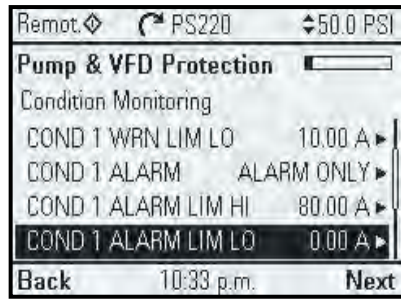 Remot. PS220 50.0 PSI
Pump & VFD Protection
Condition Monitoring
COND 1 WRN LIM LO 10.00 A
COND 1 ALARM ALARM ONLY
COND 1 ALARM LIM HI 80.00 A
COND 1 ALARM LIM LO 0.00 A
Back 10:33 p.m. Next